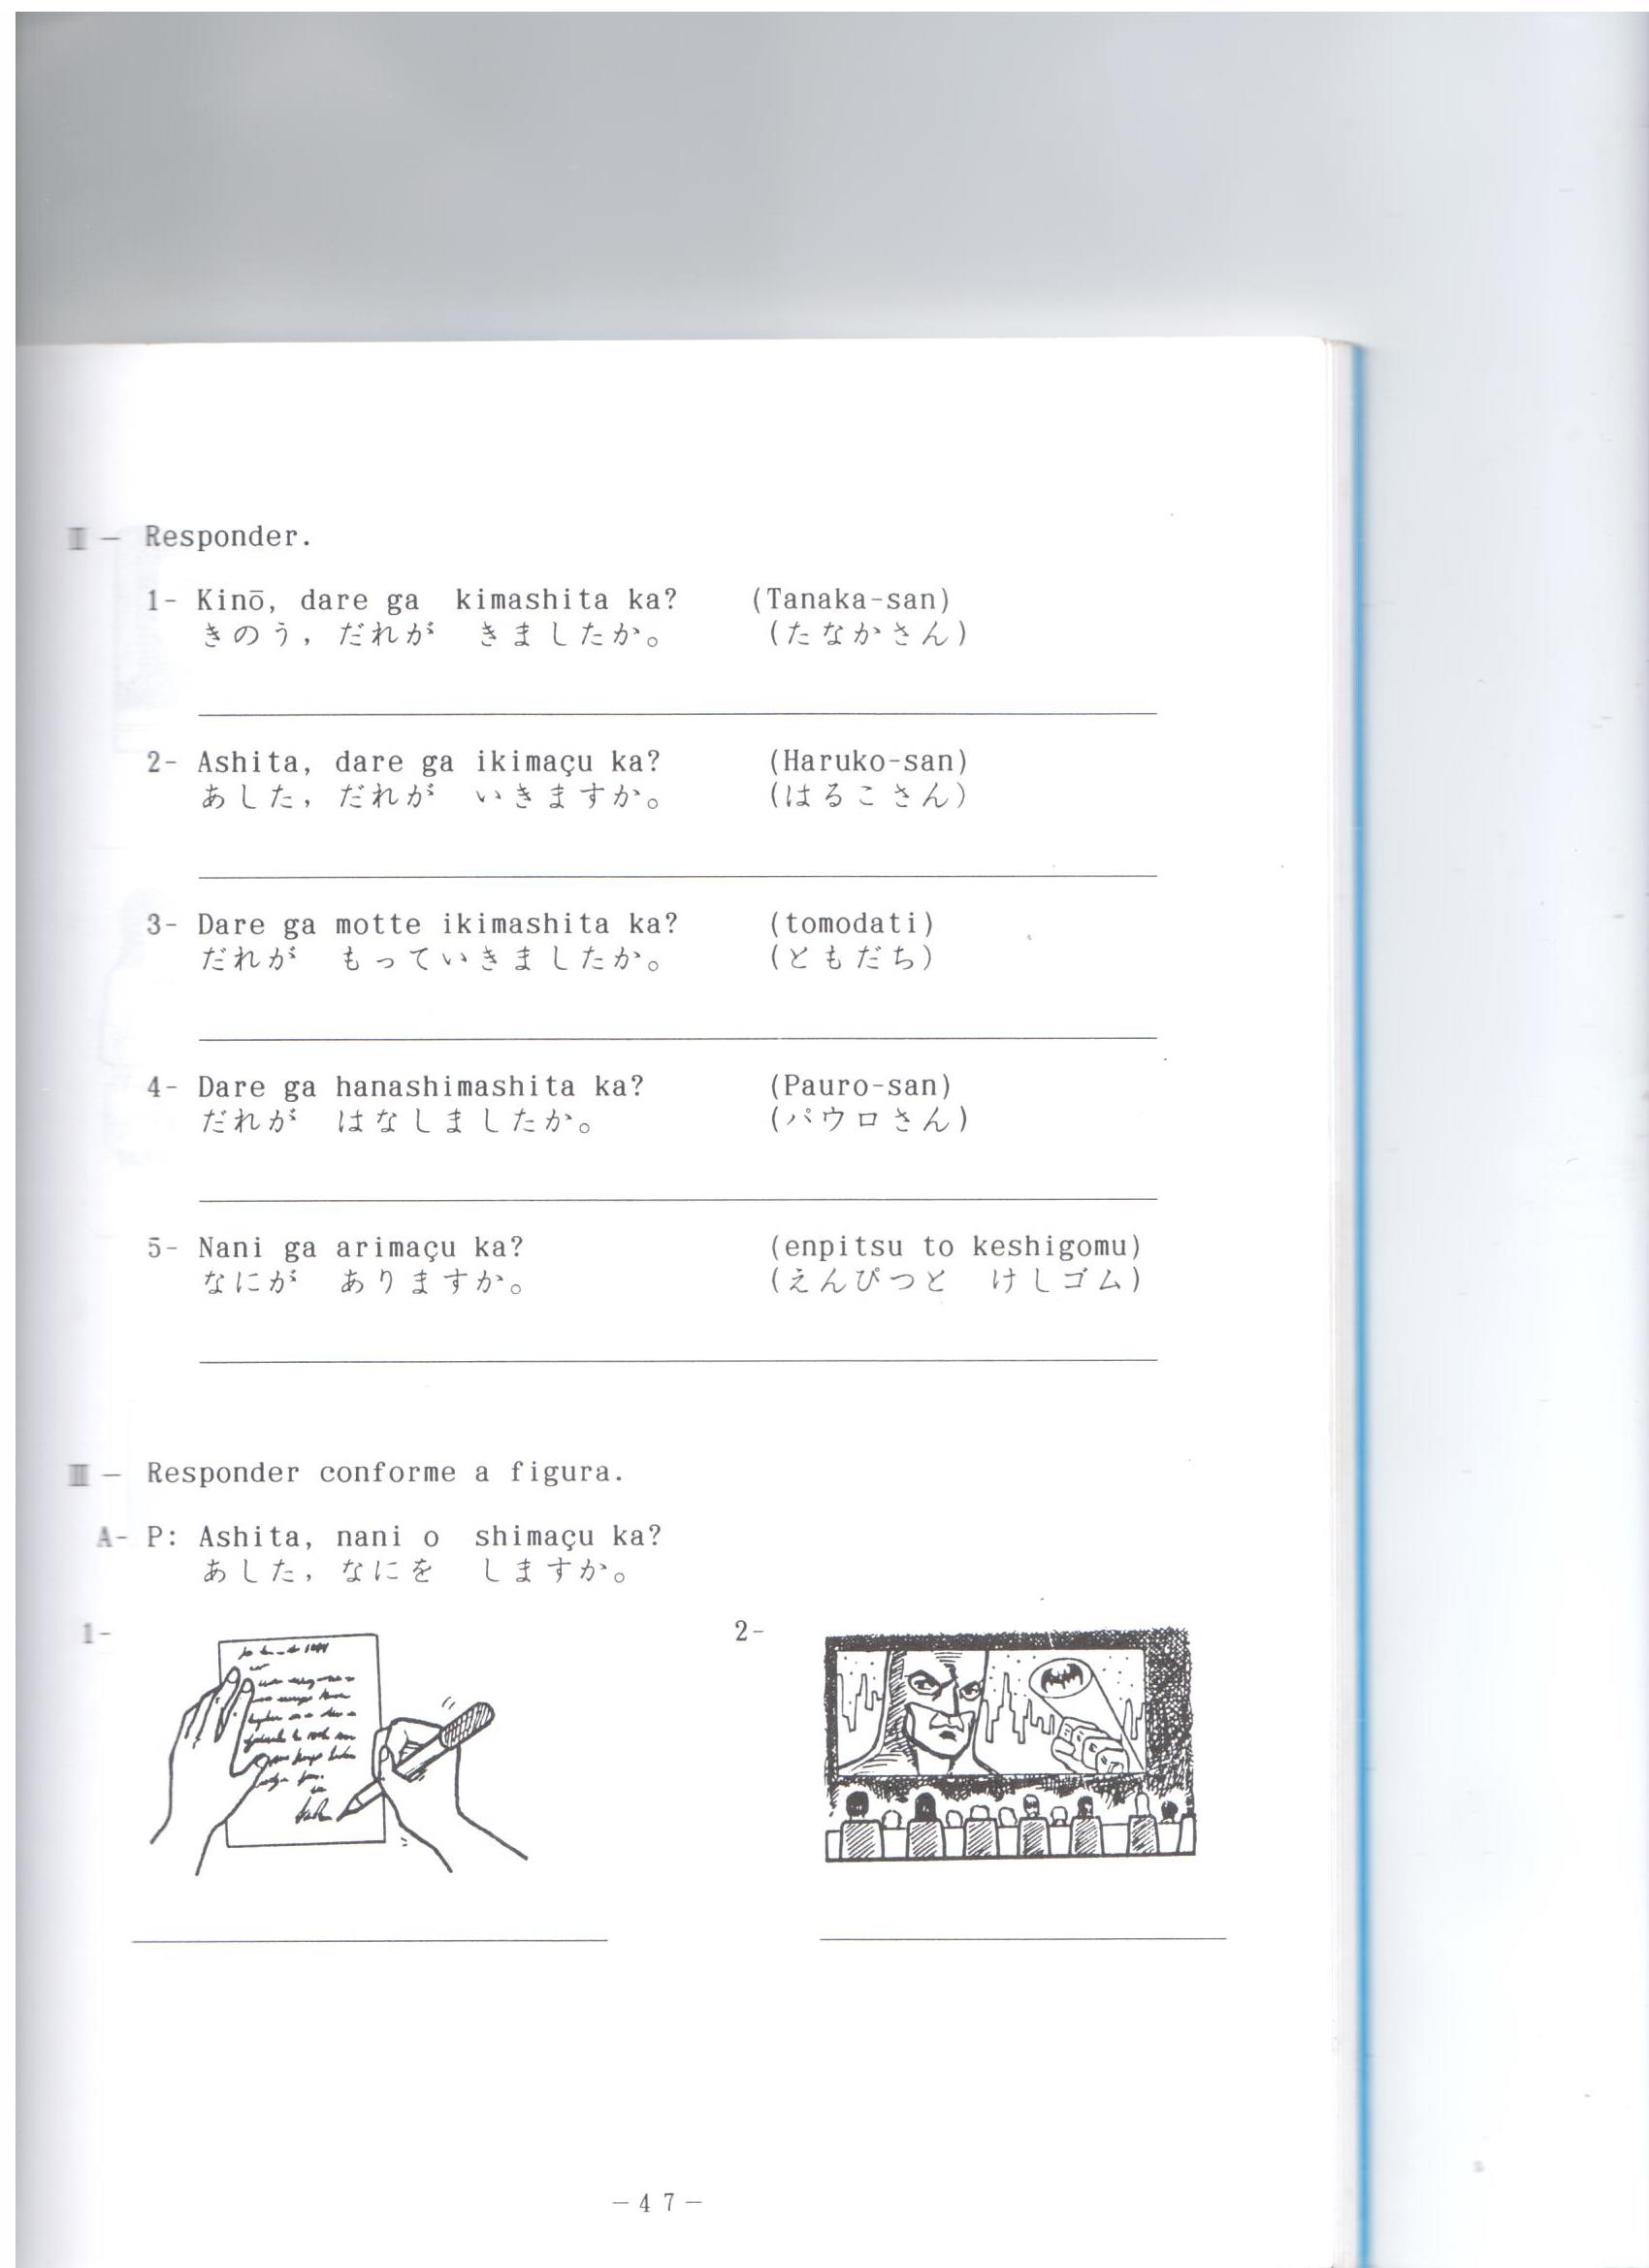 Ⅱ — Responder.
1- Kinō, dare ga kimashita ka? (Tanaka-san)
きのう，だれが きましたか。 (たなかさん)
2- Ashita, dare ga ikimaçu ka? (Haruko-san)
あした，だれが いきますか。 (はるこさん)
3- Dare ga motte ikimashita ka? (tomodati)
だれが もっていきましたか。 (ともだち)
4- Dare ga hanashimashita ka? (Pauro-san)
だれが はなしましたか。 (パウロさん)
5- Nani ga arimaçu ka? (enpitsu to keshigomu)
なにが ありますか。 (えんぴつと けしゴム)
Ⅲ — Responder conforme a figura.
A- P: Ashita, nani o shimaçu ka?
あした，なにを しますか。
1- 2-
－47－